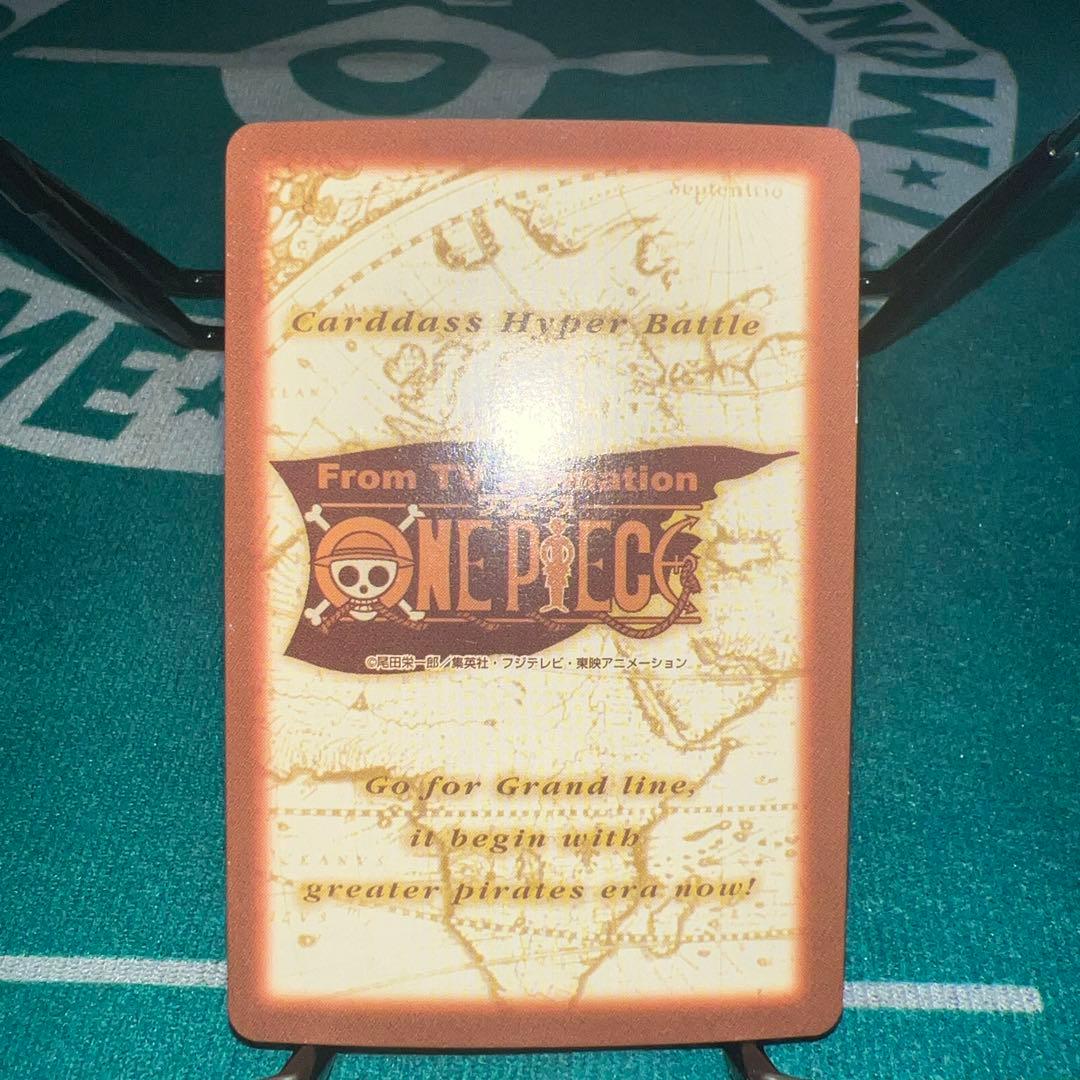 Septentrio
Carddass Hyper Battle
From TV
ONE PIECE
©尾田栄一郎/集英社・フジテレビ・東映アニメーション
Go for Grand line,
it begin with
greater pirates era now!